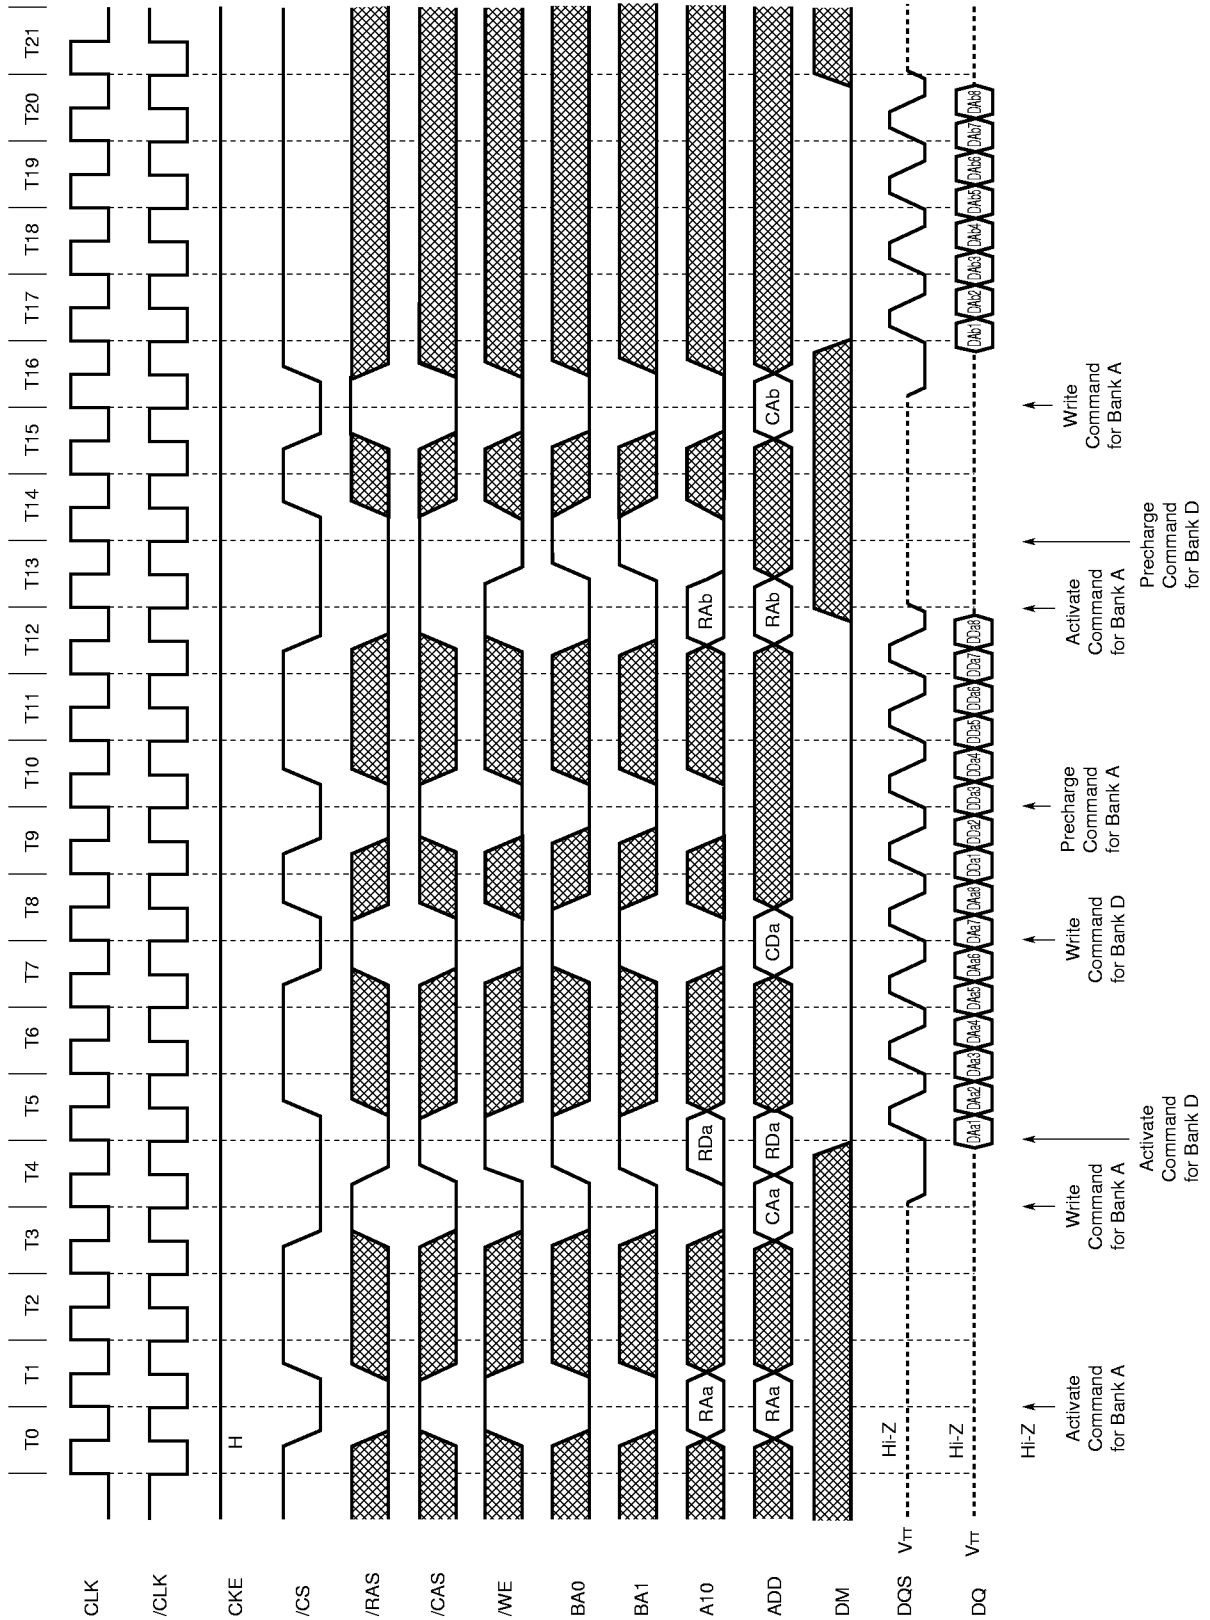 T0 T1 T2 T3 T4 T5 T6 T7 T8 T9 T10 T11 T12 T13 T14 T15 T16 T17 T18 T19 T20 T21
CLK
/CLK
CKE H
/CS
/RAS
/CAS
/WE
BA0
BA1
A10 RAa RDa RAb
ADD RAa CAa RDa CDa RAb CAb
DM
Hi-Z
DQS VTT
Hi-Z
DQ VTT DAa1 DAa2 DAa3 DAa4 DAa5 DAa6 DAa7 DAa8 DDa1 DDa2 DDa3 DDa4 DDa5 DDa6 DDa7 DDa8 DAb1 DAb2 DAb3 DAb4 DAb5 DAb6 DAb7 DAb8
Hi-Z
Activate
Command
for Bank A
Write
Command
for Bank A
Activate
Command
for Bank D
Write
Command
for Bank D
Precharge
Command
for Bank A
Activate
Command
for Bank A
Precharge
Command
for Bank D
Write
Command
for Bank A